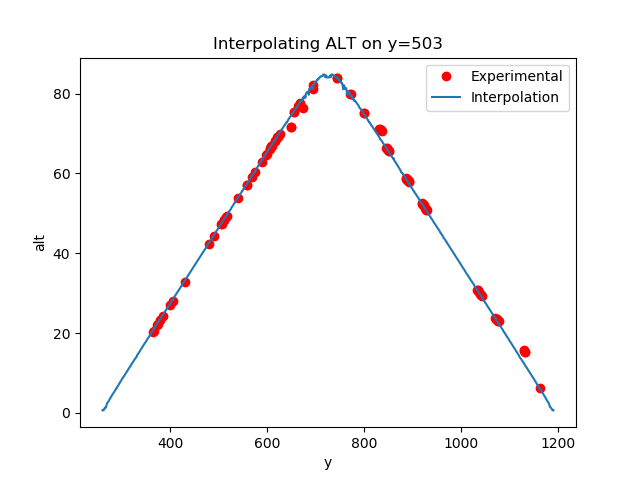 Interpolating ALT on y=503
Experimental
Interpolation
alt
80
60
40
20
0
400 600 800 1000 1200
y